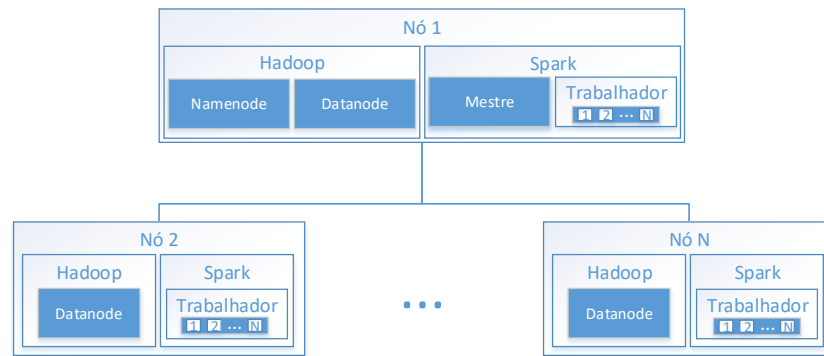 Nó 1
Hadoop
Spark
Namenode
Datanode
Mestre
Trabalhador
1 2 ... N
Nó 2
Hadoop
Spark
Datanode
Trabalhador
1 2 ... N
...
Nó N
Hadoop
Spark
Datanode
Trabalhador
1 2 ... N